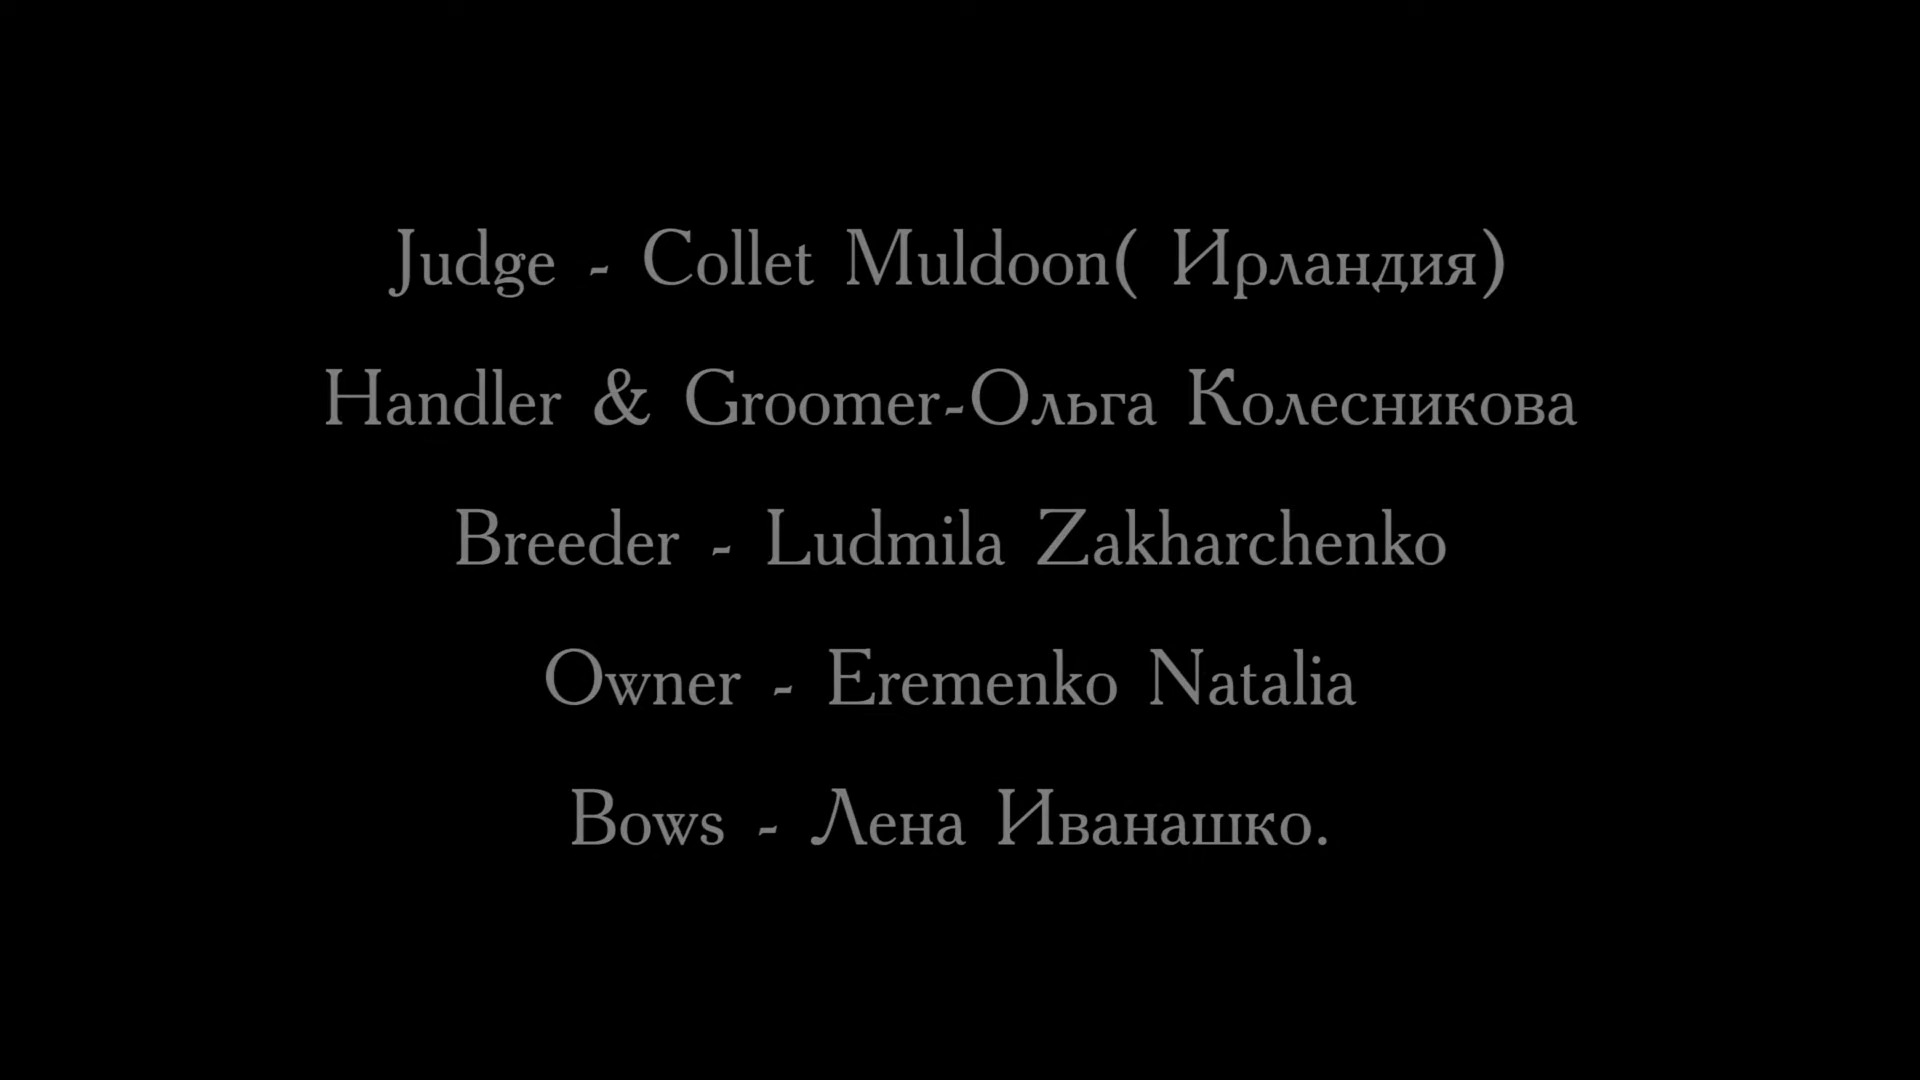 Judge - Collet Muldoon( Ирландия)
Handler & Groomer-Ольга Колесникова
Breeder - Ludmila Zakharchenko
Owner - Eremenko Natalia
Bows - Лена Иванашко.